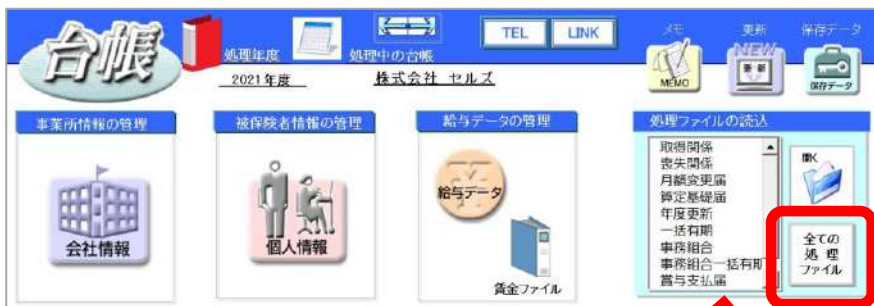 台帳
処理年度
2021年度
処理中の台帳
株式会社 セルズ
TEL
LINK
メモ
MEMO
更新
NEW
更新
保存データ
保存データ
事業所情報の管理
会社情報
被保険者情報の管理
個人情報
給与データの管理
給与データ
賃金ファイル
処理ファイルの読込
取得関係
喪失関係
月額変更届
算定基礎届
年度更新
一括有期
事務組合
事務組合一括有期
賞与支払届
開く
全ての
処 理
ファイル